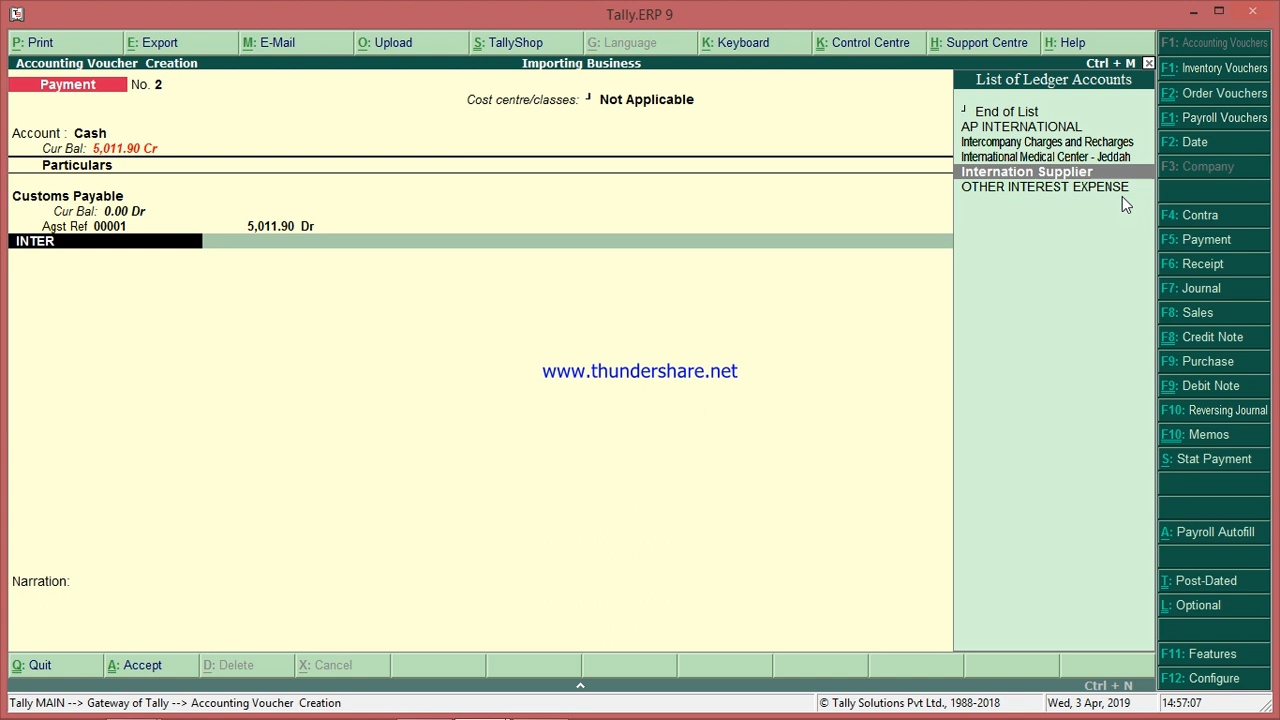 Tally.ERP 9
P: Print
E: Export
M: E-Mail
O: Upload
S: TallyShop
G: Language
K: Keyboard
K: Control Centre
H: Support Centre
H: Help
F1: Accounting Vouchers
Accounting Voucher Creation
Importing Business
Ctrl + M
F1: Inventory Vouchers
Payment No. 2
Cost centre/classes: ┘ Not Applicable
List of Ledger Accounts
F2: Order Vouchers
┘ End of List
F1: Payroll Vouchers
Account : Cash
AP INTERNATIONAL
Cur Bal: 5,011.90 Cr
Intercompany Charges and Recharges
F2: Date
Particulars
International Medical Center - Jeddah
F3: Company
Internation Supplier
OTHER INTEREST EXPENSE
Customs Payable
Cur Bal: 0.00 Dr
F4: Contra
Agst Ref 00001 5,011.90 Dr
INTER
F5: Payment
F6: Receipt
F7: Journal
F8: Sales
F8: Credit Note
F9: Purchase
www.thundershare.net
F9: Debit Note
F10: Reversing Journal
F10: Memos
S: Stat Payment
A: Payroll Autofill
Narration:
T: Post-Dated
L: Optional
F11: Features
Q: Quit
A: Accept
D: Delete
X: Cancel
F12: Configure
Ctrl + N
Tally MAIN --> Gateway of Tally --> Accounting Voucher Creation
© Tally Solutions Pvt Ltd., 1988-2018
Wed, 3 Apr, 2019
14:57:07